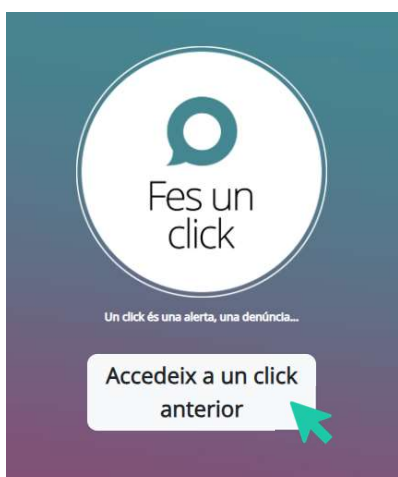 Fes un
click
Un click és una alerta, una denúncia...
Accedeix a un click
anterior